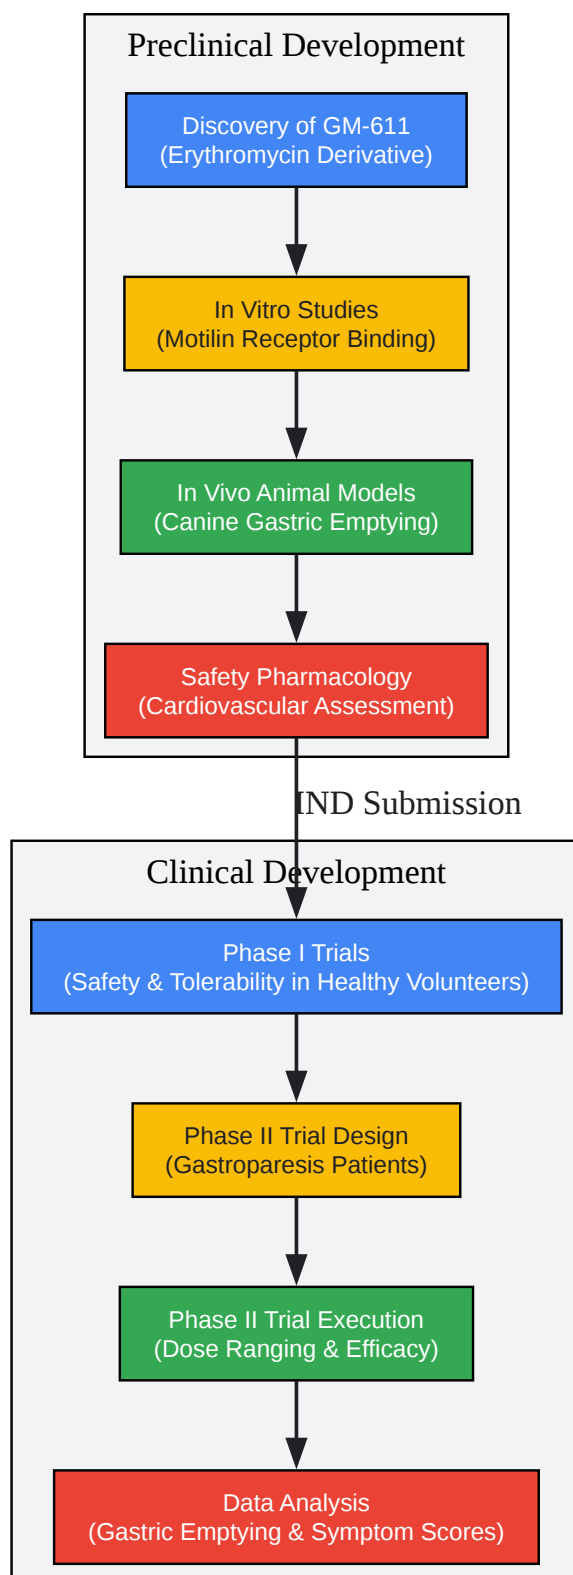 Preclinical Development
Discovery of GM-611
(Erythromycin Derivative)
In Vitro Studies
(Motilin Receptor Binding)
In Vivo Animal Models
(Canine Gastric Emptying)
Safety Pharmacology
(Cardiovascular Assessment)
IND Submission
Clinical Development
Phase I Trials
(Safety & Tolerability in Healthy Volunteers)
Phase II Trial Design
(Gastroparesis Patients)
Phase II Trial Execution
(Dose Ranging & Efficacy)
Data Analysis
(Gastric Emptying & Symptom Scores)